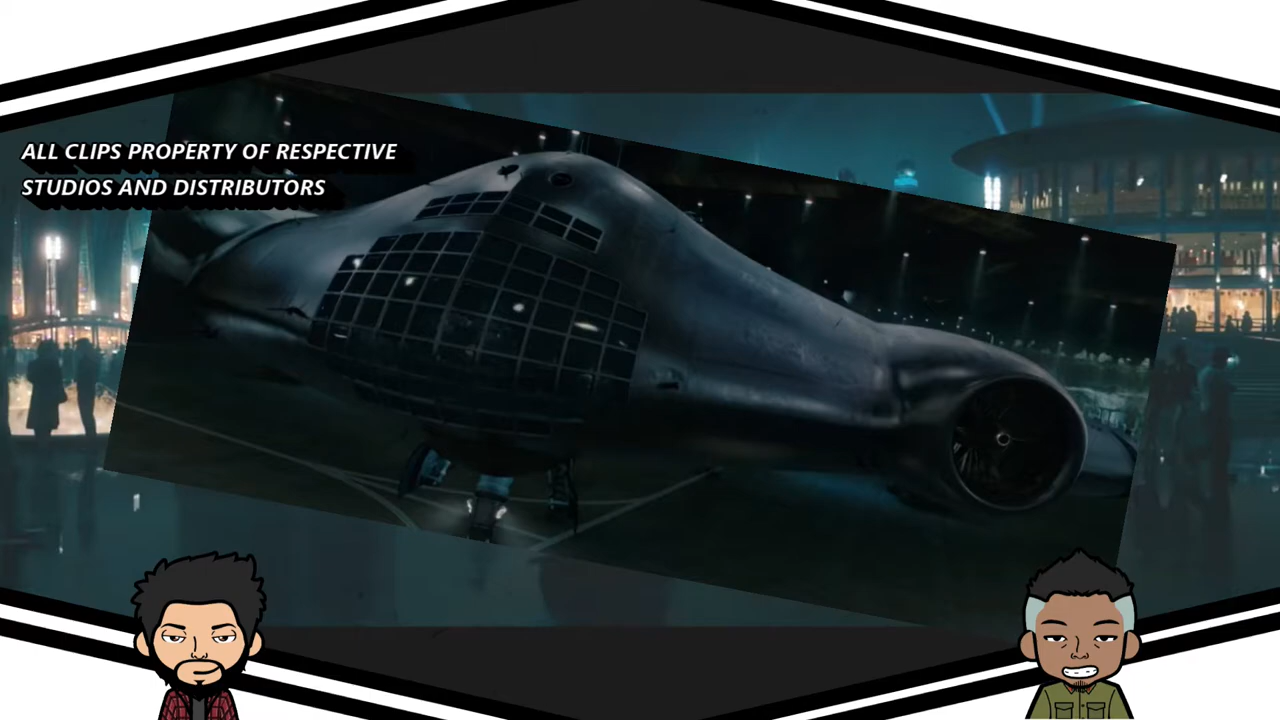 ALL CLIPS PROPERTY OF RESPECTIVE
STUDIOS AND DISTRIBUTORS